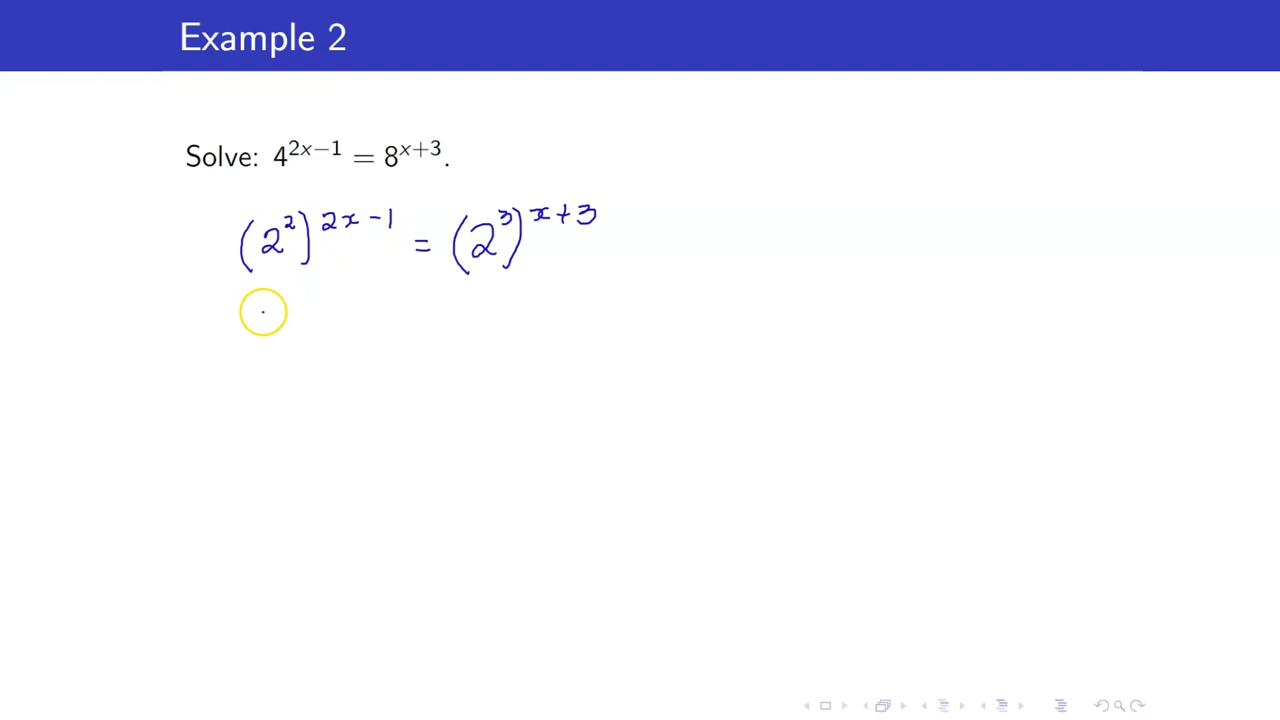 Example 2
Solve: 4^{2x−1} = 8^{x+3}.
(2^2)^{2x−1} = (2^3)^{x+3}